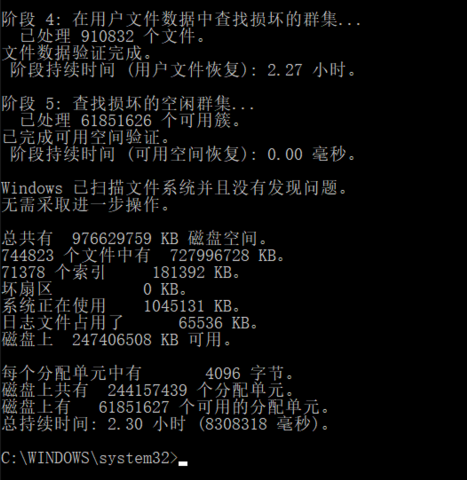 阶段 4: 在用户文件数据中查找损坏的群集...
已处理 910832 个文件。
文件数据验证完成。
阶段持续时间 (用户文件恢复): 2.27 小时。
阶段 5: 查找损坏的空闲群集...
已处理 61851626 个可用簇。
已完成可用空间验证。
阶段持续时间 (可用空间恢复): 0.00 毫秒。
Windows 已扫描文件系统并且没有发现问题。
无需采取进一步操作。
总共有  976629759 KB 磁盘空间。
744823 个文件中有  727996728 KB。
71378 个索引     181392 KB。
坏扇区          0 KB。
系统正在使用    1045131 KB。
日志文件占用了      65536 KB。
磁盘上  247406508 KB 可用。
每个分配单元中有       4096 字节。
磁盘上共有  244157439 个分配单元。
磁盘上有   61851627 个可用的分配单元。
总持续时间: 2.30 小时 (8308318 毫秒)。
C:\WINDOWS\system32>